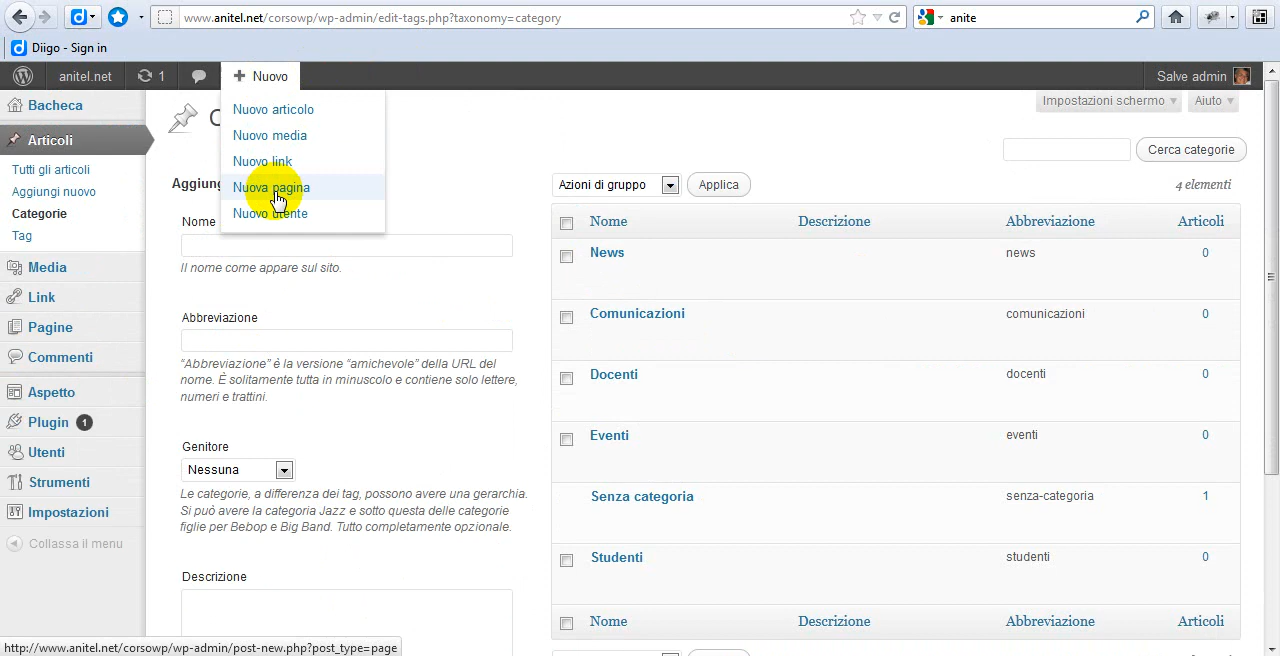 www.anitel.net/corsowp/wp-admin/edit-tags.php?taxonomy=category
anite
Diigo - Sign in
anitel.net
1
Nuovo
Salve admin
Nuovo articolo
Nuovo media
Nuovo link
Nuova pagina
Nuovo utente
Bacheca
Articoli
Tutti gli articoli
Aggiungi nuovo
Categorie
Tag
Media
Link
Pagine
Commenti
Aspetto
Plugin 1
Utenti
Strumenti
Impostazioni
Collassa il menu
Impostazioni schermo
Aiuto
Cerca categorie
Nome
Il nome come appare sul sito.
Abbreviazione
“Abbreviazione” è la versione “amichevole” della URL del
nome. È solitamente tutta in minuscolo e contiene solo lettere,
numeri e trattini.
Genitore
Nessuna
Le categorie, a differenza dei tag, possono avere una gerarchia.
Si può avere la categoria Jazz e sotto questa delle categorie
figlie per Bebop e Big Band. Tutto completamente opzionale.
Descrizione
Azioni di gruppo
Applica
4 elementi
Nome Descrizione Abbreviazione Articoli
News news 0
Comunicazioni comunicazioni 0
Docenti docenti 0
Eventi eventi 0
Senza categoria senza-categoria 1
Studenti studenti 0
Nome Descrizione Abbreviazione Articoli
http://www.anitel.net/corsowp/wp-admin/post-new.php?post_type=page